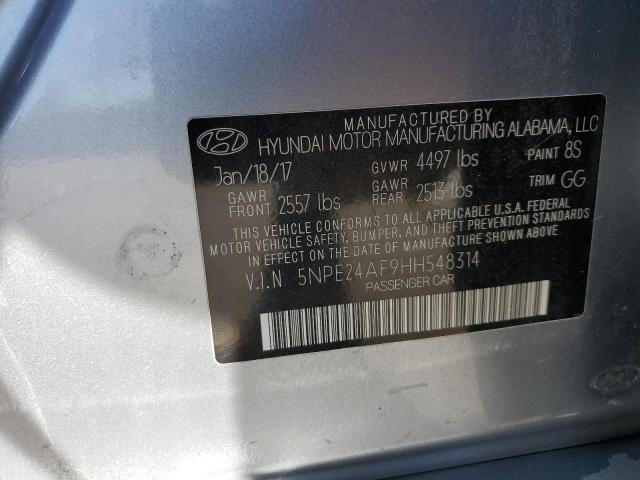 MANUFACTURED BY
HYUNDAI MOTOR MANUFACTURING ALABAMA, LLC
Jan/18/17 GVWR 4497 lbs PAINT 8S
GAWR FRONT 2557 lbs GAWR REAR 2513 lbs TRIM GG
THIS VEHICLE CONFORMS TO ALL APPLICABLE U.S.A. FEDERAL
MOTOR VEHICLE SAFETY, BUMPER, AND THEFT PREVENTION STANDARDS
IN EFFECT ON THE DATE OF MANUFACTURE SHOWN ABOVE.
V.I.N 5NPE24AF9HH548314
PASSENGER CAR